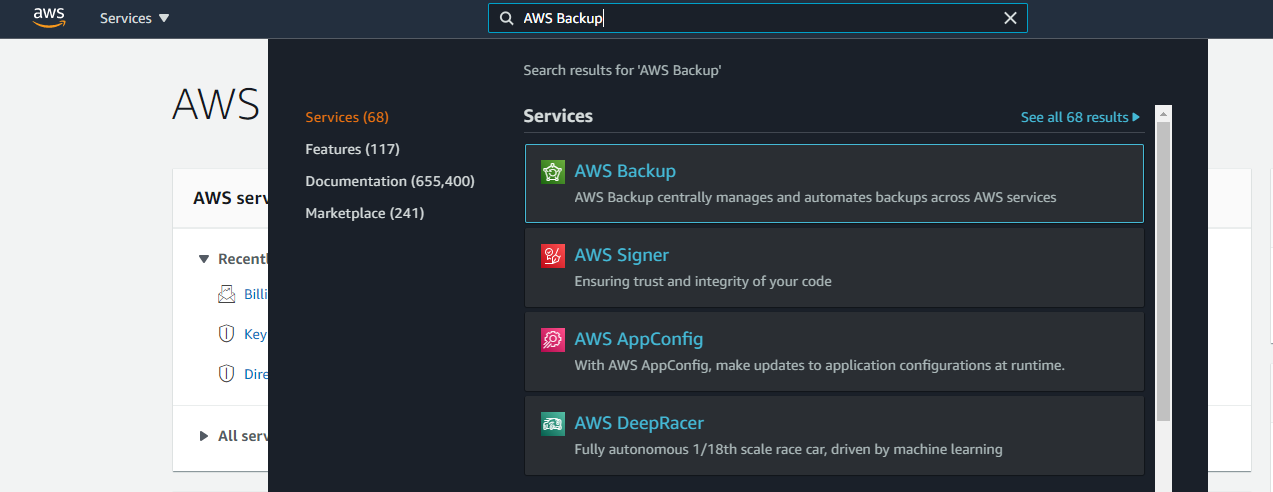 aws
Services
AWS Backup
Search results for 'AWS Backup'
AWS
Services (68)
Features (117)
Documentation (655,400)
Marketplace (241)
Services
See all 68 results
AWS Backup
AWS Backup centrally manages and automates backups across AWS services
AWS Signer
Ensuring trust and integrity of your code
AWS AppConfig
With AWS AppConfig, make updates to application configurations at runtime.
AWS DeepRacer
Fully autonomous 1/18th scale race car, driven by machine learning
AWS serv
Recentl
Billi
Key
Dire
All serv